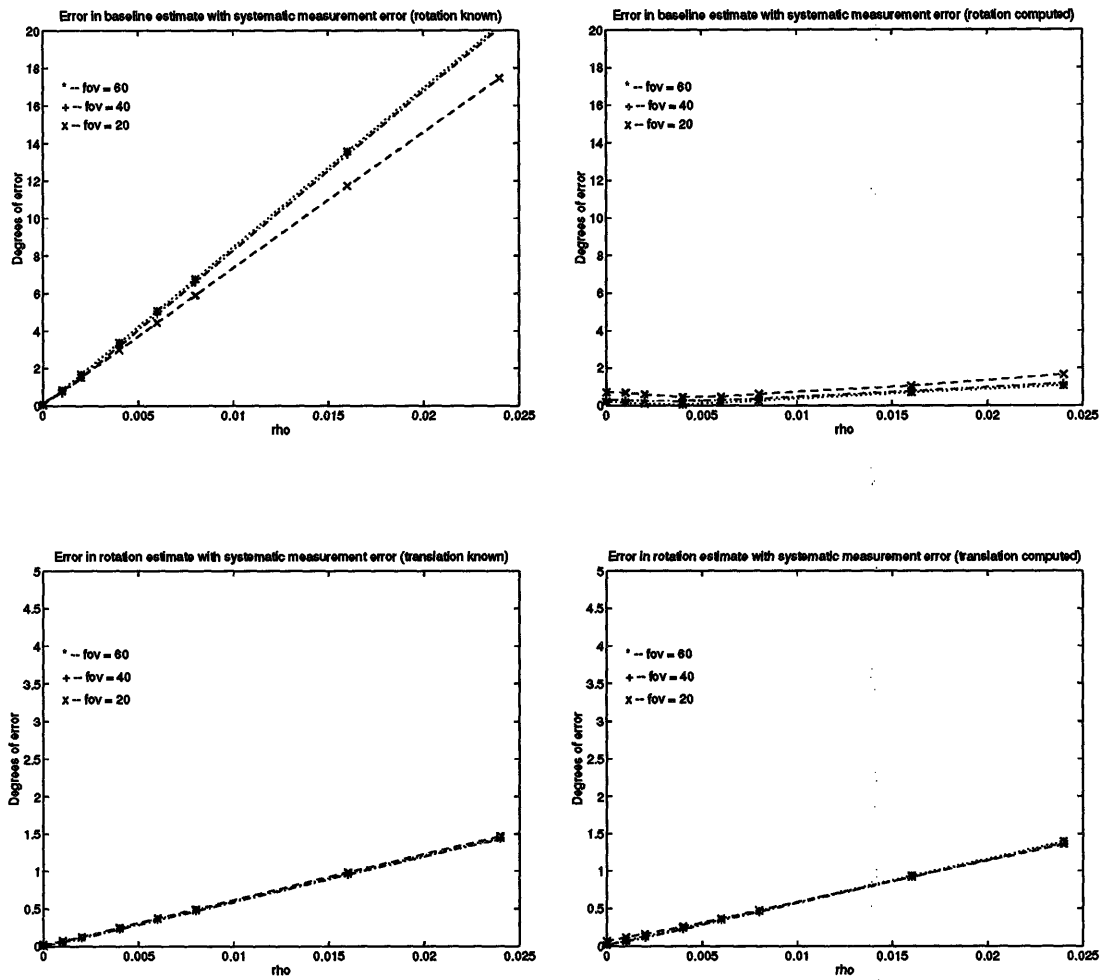 Error in baseline estimate with systematic measurement error (rotation known)
20
18
16
14
12
10
8
6
4
2
0
Degrees of error
* -- fov = 60
+ -- fov = 40
x -- fov = 20
0
0.005
0.01
0.015
0.02
0.025
rho
Error in baseline estimate with systematic measurement error (rotation computed)
20
18
16
14
12
10
8
6
4
2
0
Degrees of error
* -- fov = 60
+ -- fov = 40
x -- fov = 20
0
0.005
0.01
0.015
0.02
0.025
rho
Error in rotation estimate with systematic measurement error (translation known)
5
4.5
4
3.5
3
2.5
2
1.5
1
0.5
0
Degrees of error
* -- fov = 60
+ -- fov = 40
x -- fov = 20
0
0.005
0.01
0.015
0.02
0.025
rho
Error in rotation estimate with systematic measurement error (translation computed)
5
4.5
4
3.5
3
2.5
2
1.5
1
0.5
0
Degrees of error
* -- fov = 60
+ -- fov = 40
x -- fov = 20
0
0.005
0.01
0.015
0.02
0.025
rho